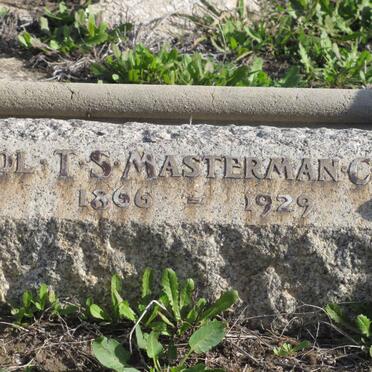 OL · T · S · MASTERMAN · C
1866 – 1929